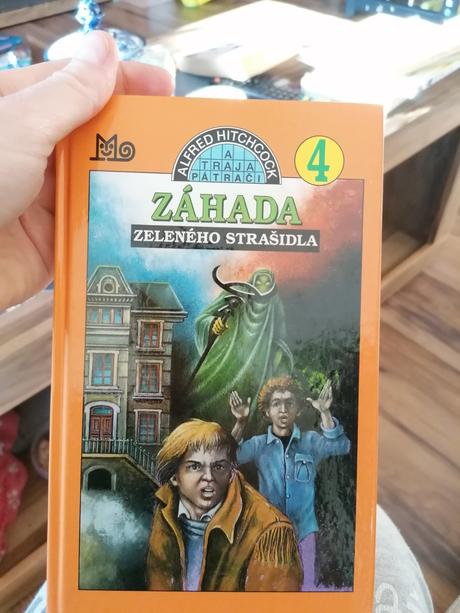 ALFRED HITCHCOCK
A
TRAJA
PÁTRAČI
4
ZÁHADA
ZELENÉHO STRAŠIDLA